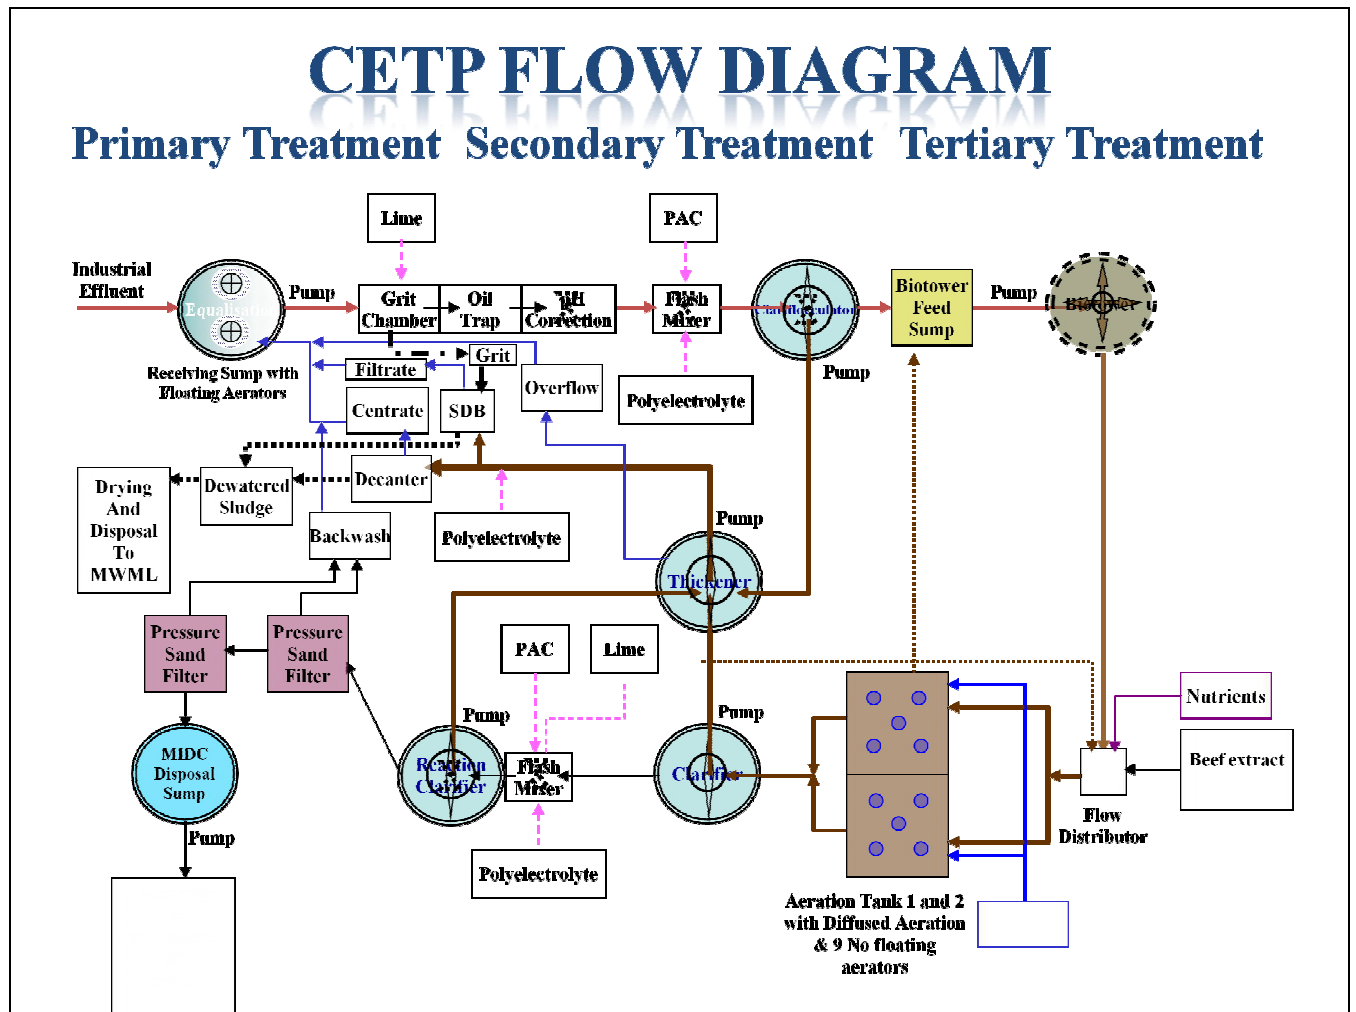 CETP FLOW DIAGRAM
Primary Treatment Secondary Treatment Tertiary Treatment
Lime
PAC
Industrial
Effluent
Equalisation
Pump
Grit
Chamber
Oil
Trap
pH
Correction
Flash
Mixer
Clariflocculator
Biotower
Feed
Sump
Pump
Biotower
Receiving Sump with
Floating Aerators
Filtrate
Grit
Overflow
Pump
Polyelectrolyte
Centrate
SDB
Drying
And
Disposal
To
MWML
Dewatered
Sludge
Decanter
Backwash
Polyelectrolyte
Pump
Thickener
Pressure
Sand
Filter
Pressure
Sand
Filter
PAC
Lime
Nutrients
Pump
Pump
MIDC
Disposal
Sump
Reaction
Clarifier
Flash
Mixer
Clarifier
Beef extract
Flow
Distributor
Pump
Polyelectrolyte
Aeration Tank 1 and 2
with Diffused Aeration
& 9 No floating
aerators